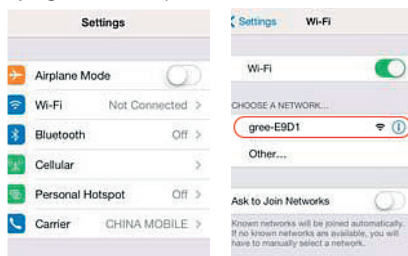 Settings
Airplane Mode
Wi-Fi Not Connected
Bluetooth Off
Cellular
Personal Hotspot Off
Carrier CHINA MOBILE
Settings Wi-Fi
Wi-Fi
CHOOSE A NETWORK...
gree-E9D1
Other...
Ask to Join Networks
Known networks will be joined automatically.
If no known networks are available, you will
have to manually select a network.